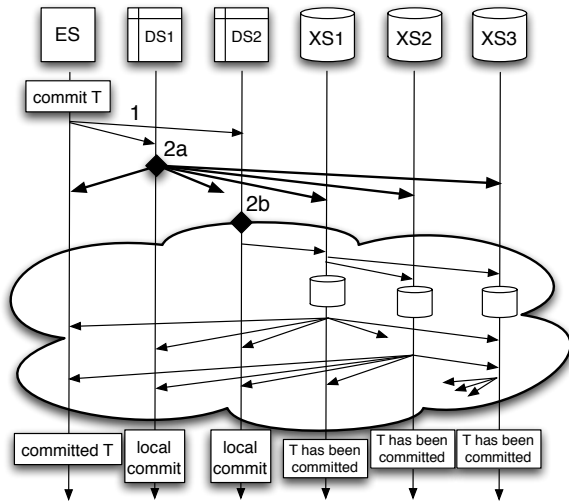 ES
DS1
DS2
XS1
XS2
XS3
commit T
1
2a
2b
committed T
local
commit
local
commit
T has been
committed
T has been
committed
T has been
committed